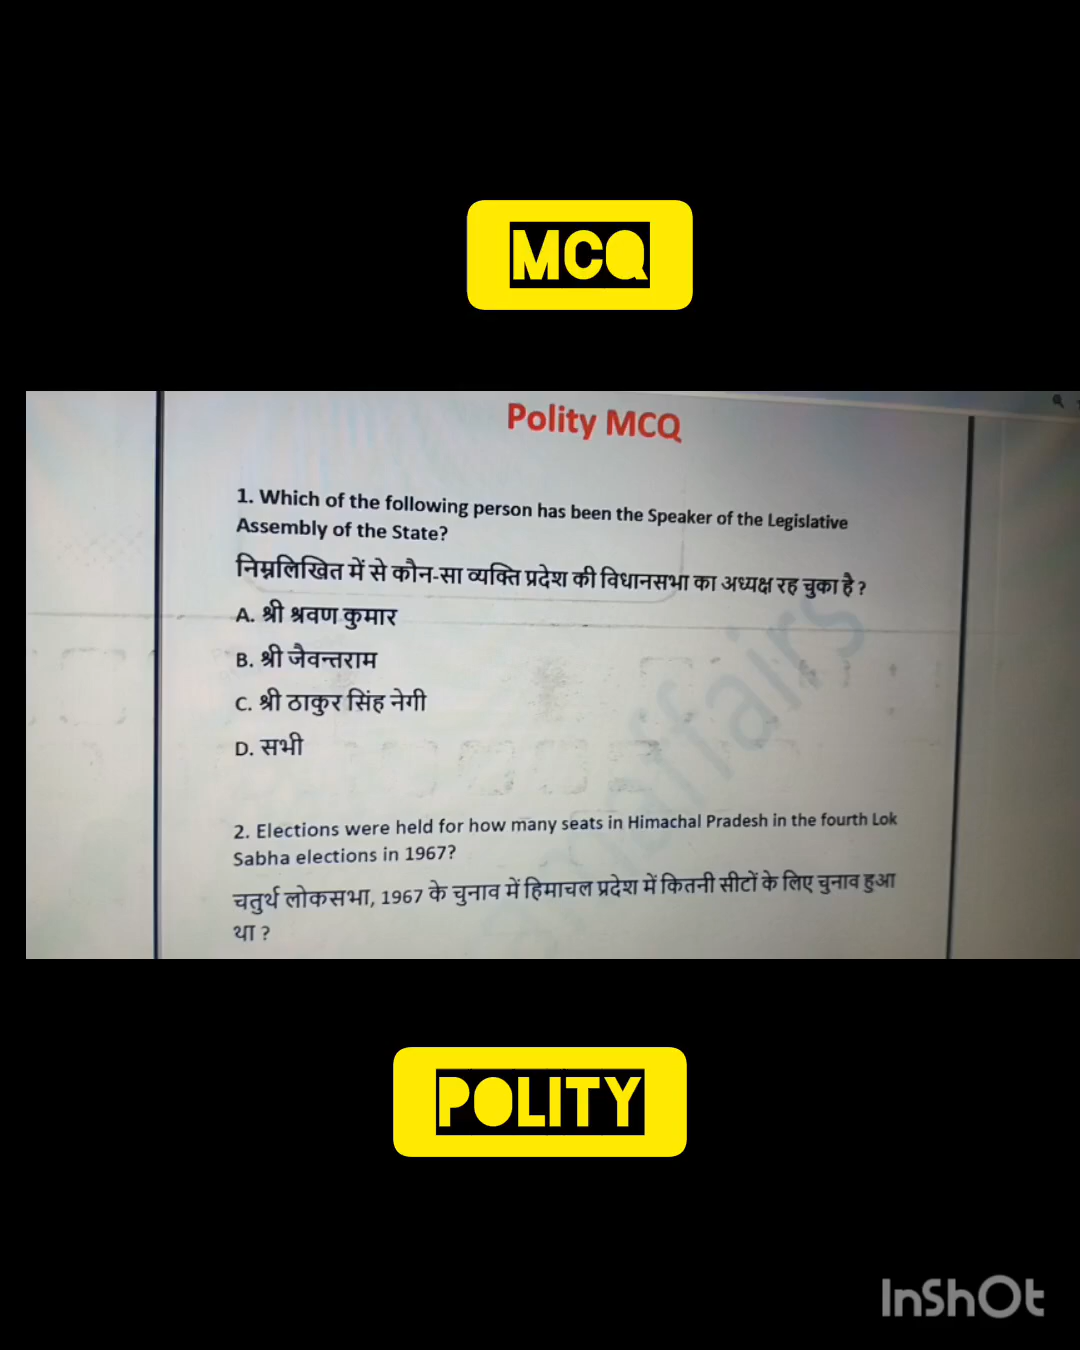 MCQ
Polity MCQ
1. Which of the following person has been the Speaker of the Legislative
Assembly of the State?
निम्नलिखित में से कौन-सा व्यक्ति प्रदेश की विधानसभा का अध्यक्ष रह चुका है ?
A. श्री श्रवण कुमार
B. श्री जैवन्तराम
C. श्री ठाकुर सिंह नेगी
D. सभी
2. Elections were held for how many seats in Himachal Pradesh in the fourth Lok
Sabha elections in 1967?
चतुर्थ लोकसभा, 1967 के चुनाव में हिमाचल प्रदेश में कितनी सीटों के लिए चुनाव हुआ
था ?
POLITY
InShOt